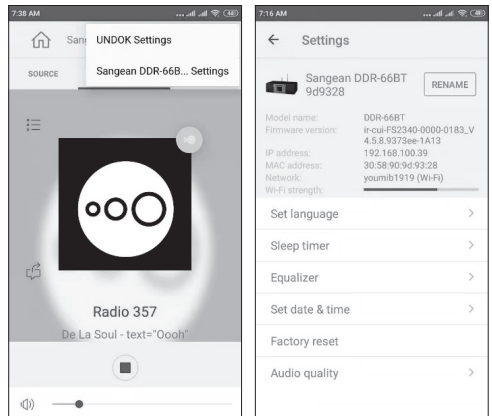 7:38 AM
48
Sang
UNDOK Settings
Sangean DDR-66B... Settings
SOURCE
Radio 357
De La Soul - text="Oooh"
7:16 AM
Settings
Sangean DDR-66BT
9d9328
RENAME
Model name: DDR-66BT
Firmware version: ir-cui-FS2340-0000-0183_V
4.5.8.9373ee-1A13
IP address: 192.168.100.39
MAC address: 30:58:90:9d:93:28
Network: youmib1919 (Wi-Fi)
Wi-Fi strength:
Set language
Sleep timer
Equalizer
Set date & time
Factory reset
Audio quality